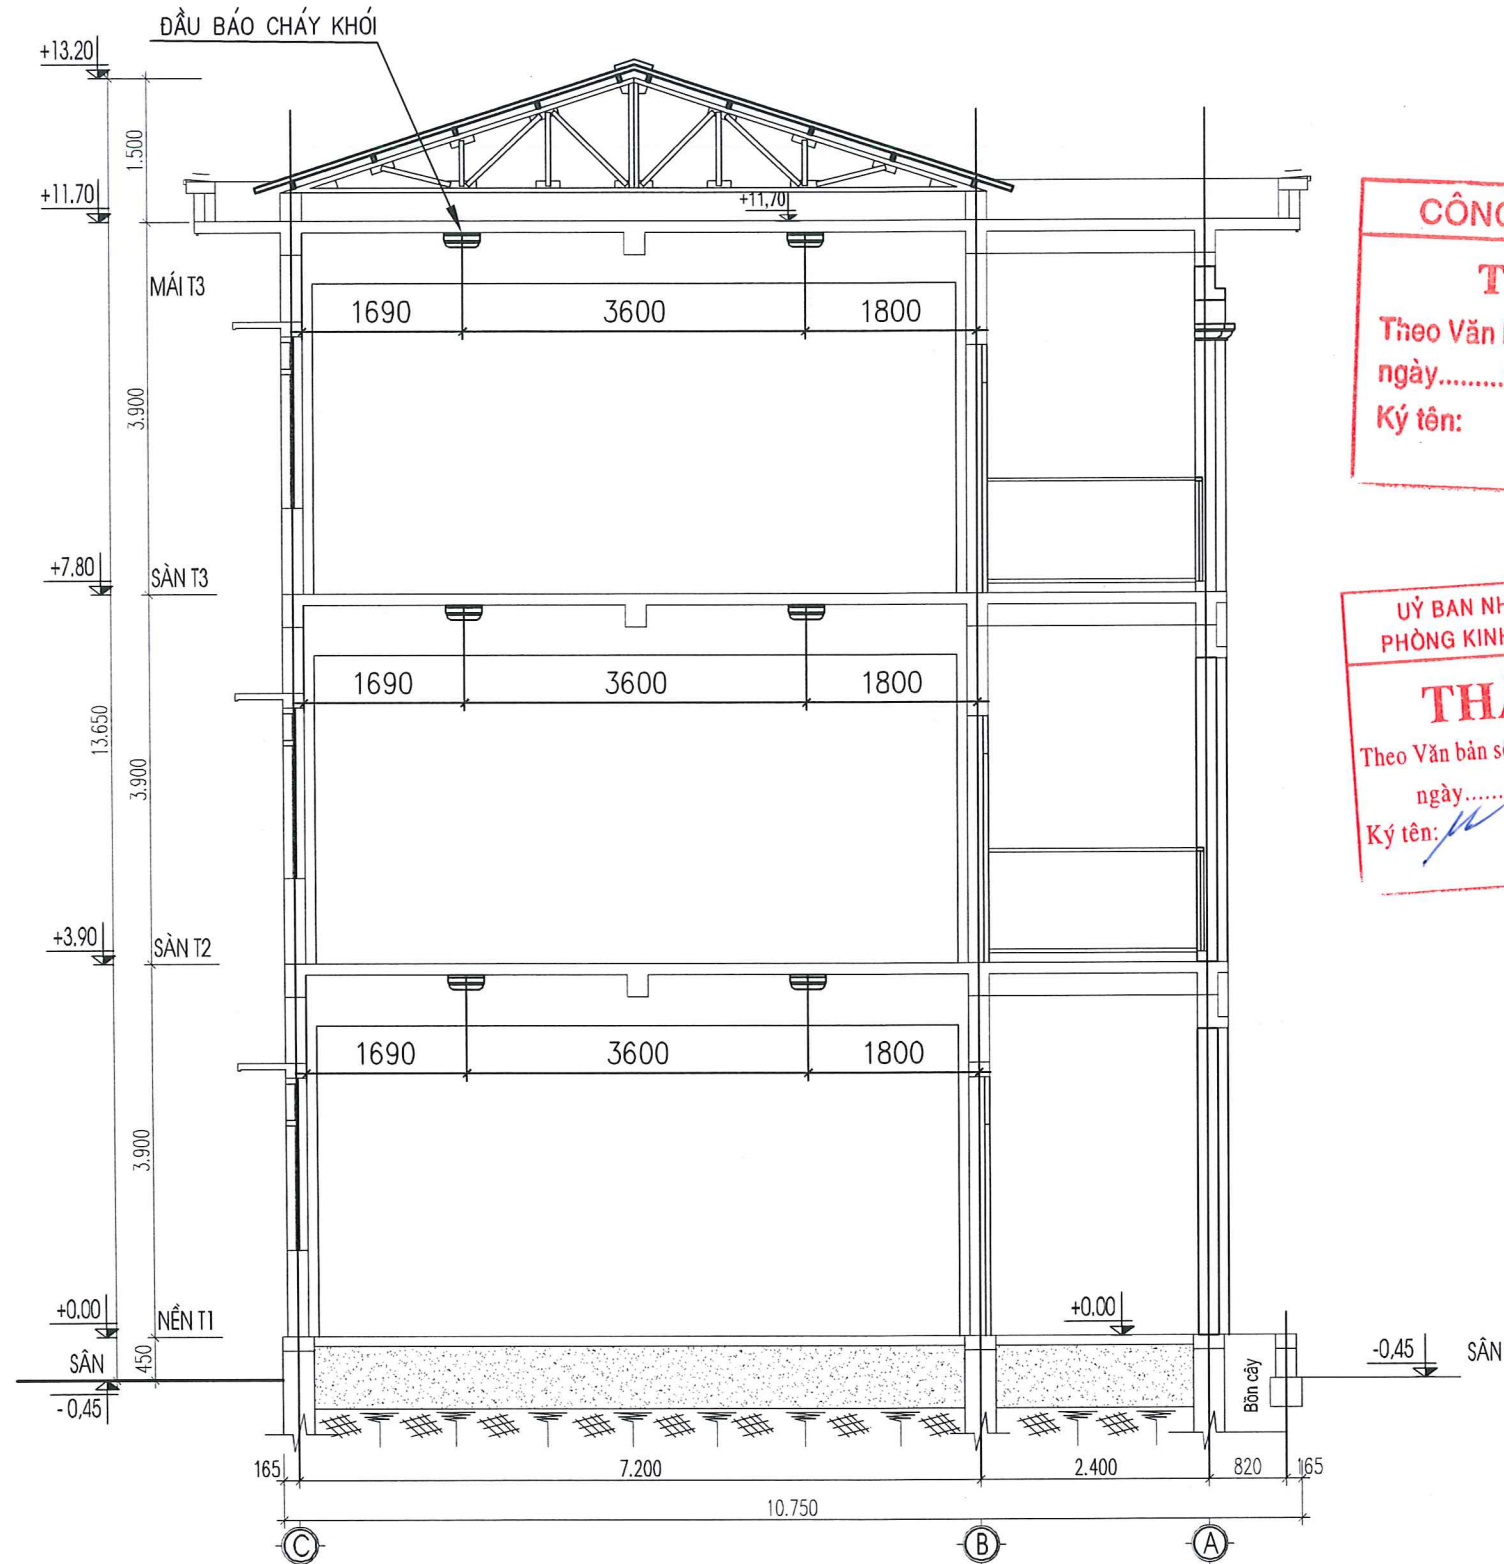 ĐẦU BÁO CHÁY KHÓI
+13.20
1.500
+11.70
+11,70
MÁI T3
1690 3600 1800
3.900
+7,80
SÀN T3
1690 3600 1800
13.650
3.900
+3,90
SÀN T2
1690 3600 1800
3.900
+0.00
NỀN T1
+0.00
SÂN
450
-0,45
-0,45
SÂN
Bồn cây
165 7.200 2.400 820 165
10.750
C B A
CÔNG
Theo Văn
ngày..........
Ký tên:
UỶ BAN
PHÒNG KINH
Theo Văn bản
ngày......
Ký tên: